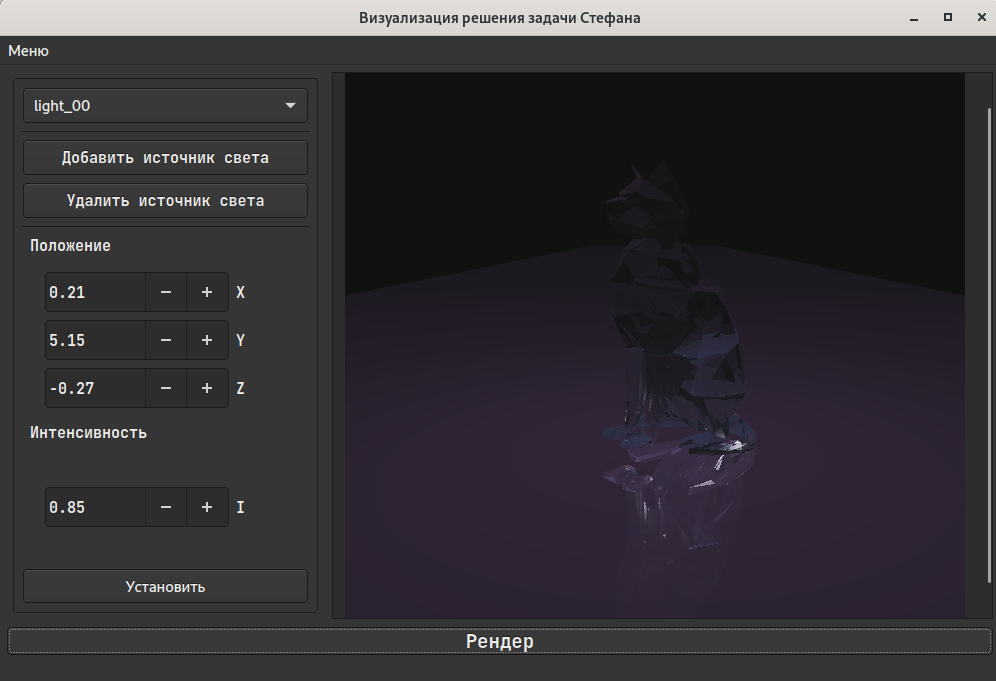 Визуализация решения задачи Стефана
Меню
light_00
Добавить источник света
Удалить источник света
Положение
0.21 − + X
5.15 − + Y
-0.27 − + Z
Интенсивность
0.85 − + I
Установить
Рендер